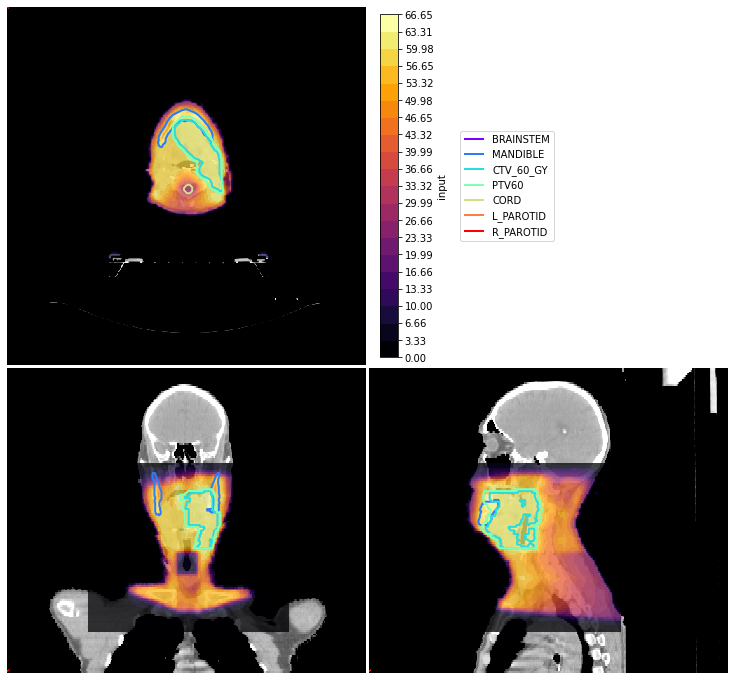 66.65
63.31
59.98
56.65
53.32
49.98
46.65
43.32
39.99
36.66
33.32
29.99
26.66
23.33
19.99
16.66
13.33
10.00
6.66
3.33
0.00
input
BRAINSTEM
MANDIBLE
CTV_60_GY
PTV60
CORD
L_PAROTID
R_PAROTID